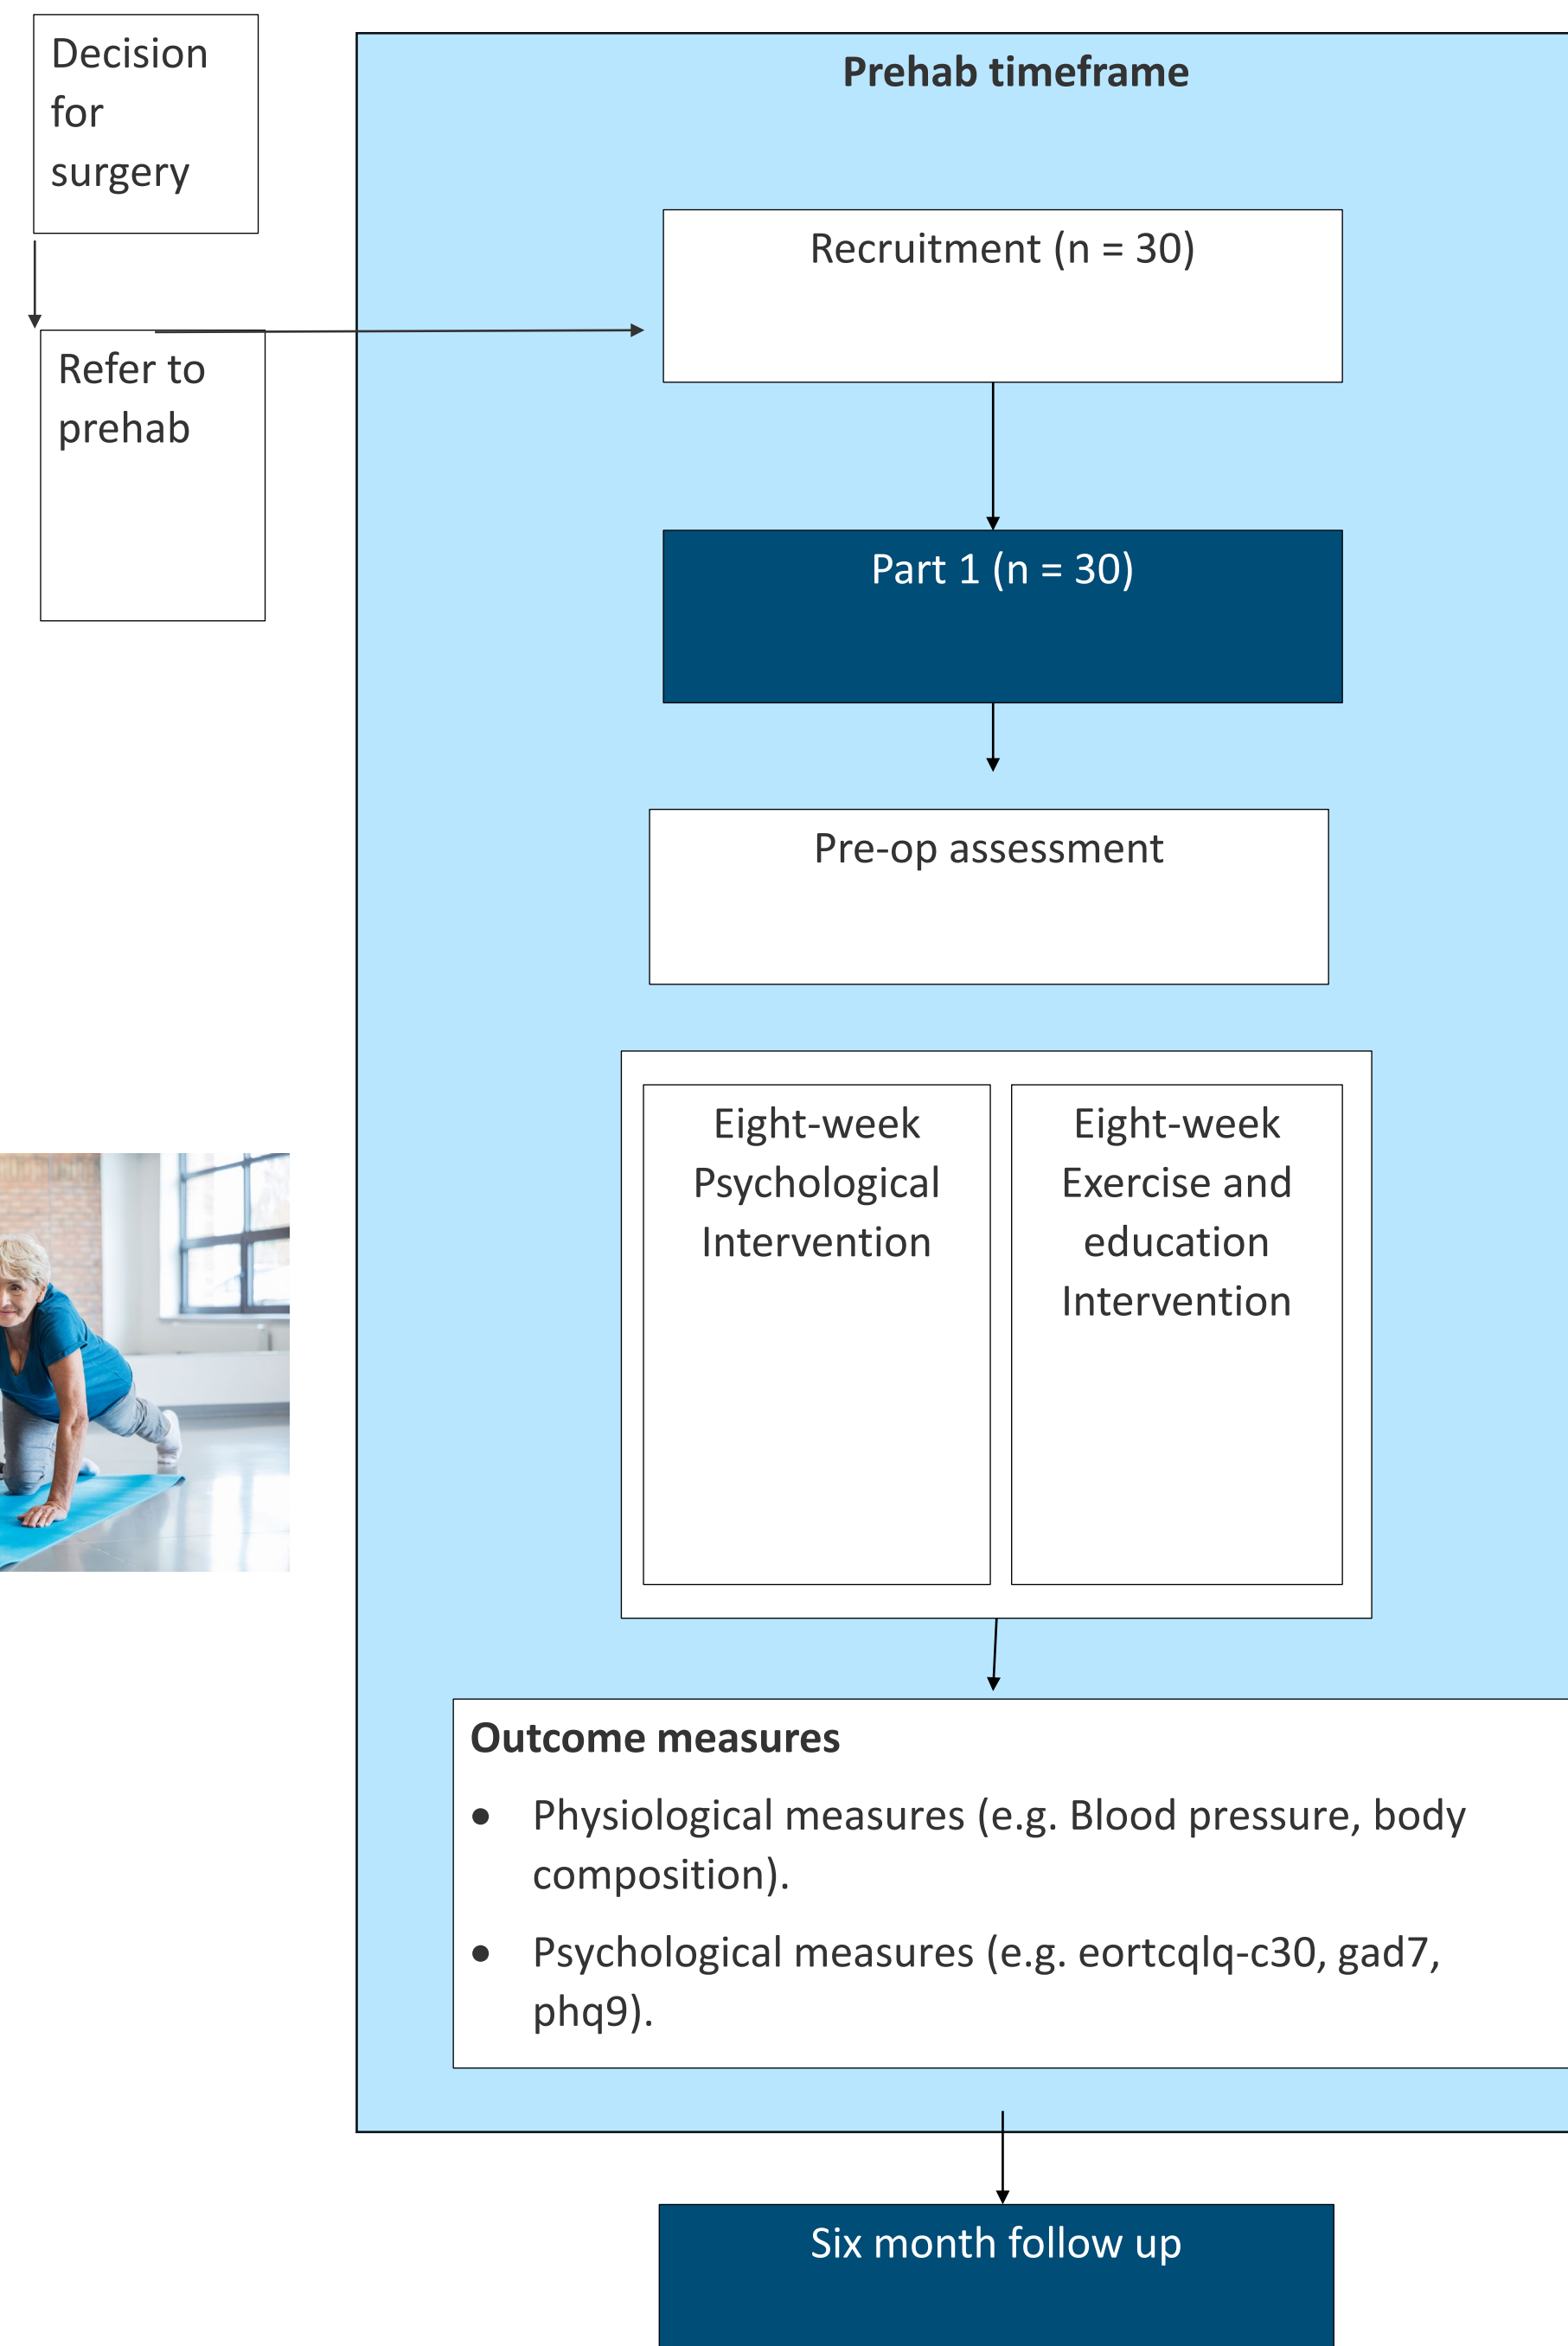 Decision
for
surgery
Refer to
prehab
Prehab timeframe
Recruitment (n = 30)
Part 1 (n = 30)
Pre-op assessment
Eight-week
Psychological
Intervention
Eight-week
Exercise and
education
Intervention
Outcome measures
● Physiological measures (e.g. Blood pressure, body
composition).
● Psychological measures (e.g. eortcqlq-c30, gad7,
phq9).
Six month follow up